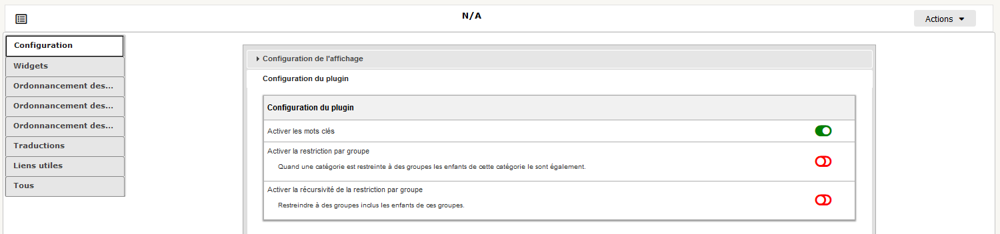 N/A
Actions
Configuration
Widgets
Ordonnancement des...
Ordonnancement des...
Ordonnancement des...
Traductions
Liens utiles
Tous
Configuration de l'affichage
Configuration du plugin
Configuration du plugin
Activer les mots clés
Activer la restriction par groupe
Quand une catégorie est restreinte à des groupes les enfants de cette catégorie le sont également.
Activer la récursivité de la restriction par groupe
Restreindre à des groupes inclus les enfants de ces groupes.